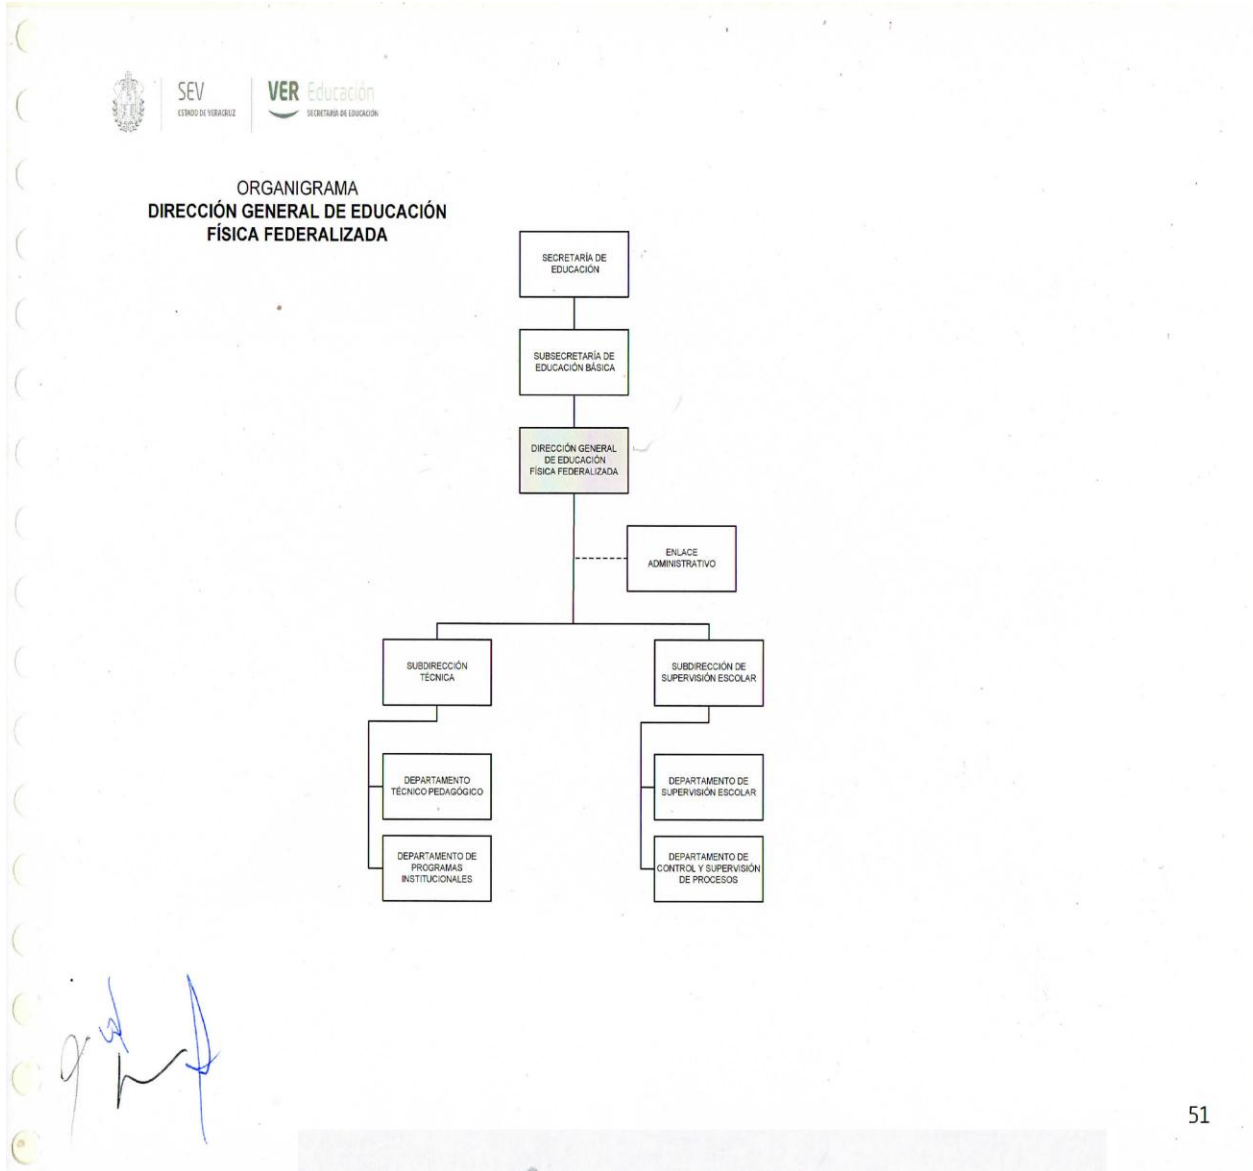 SEV
ESTADO DE VERACRUZ
VER Educación
SECRETARÍA DE EDUCACIÓN
ORGANIGRAMA
DIRECCIÓN GENERAL DE EDUCACIÓN
FÍSICA FEDERALIZADA
SECRETARÍA DE
EDUCACIÓN
SUBSECRETARÍA DE
EDUCACIÓN BÁSICA
DIRECCIÓN GENERAL
DE EDUCACIÓN
FÍSICA FEDERALIZADA
ENLACE
ADMINISTRATIVO
SUBDIRECCIÓN
TÉCNICA
SUBDIRECCIÓN DE
SUPERVISIÓN ESCOLAR
DEPARTAMENTO
TÉCNICO PEDAGÓGICO
DEPARTAMENTO DE
SUPERVISIÓN ESCOLAR
DEPARTAMENTO DE
PROGRAMAS
INSTITUCIONALES
DEPARTAMENTO DE
CONTROL Y SUPERVISIÓN
DE PROCESOS
51